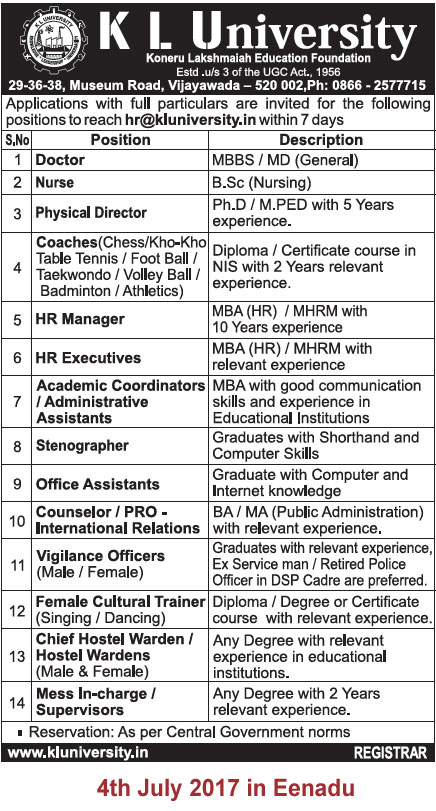 K L University
Koneru Lakshmaiah Education Foundation
Estd .u/s 3 of the UGC Act., 1956
29-36-38, Museum Road, Vijayawada – 520 002,Ph: 0866 - 2577715
Applications with full particulars are invited for the following
positions to reach hr@kluniversity.in within 7 days
S.No Position Description
1 Doctor MBBS / MD (General)
2 Nurse B.Sc (Nursing)
3 Physical Director Ph.D / M.PED with 5 Years
experience.
4 Coaches(Chess/Kho-Kho
Table Tennis / Foot Ball /
Taekwondo / Volley Ball /
Badminton / Athletics)
Diploma / Certificate course in
NIS with 2 Years relevant
experience.
5 HR Manager MBA (HR) / MHRM with
10 Years experience
6 HR Executives MBA (HR) / MHRM with
relevant experience
7 Academic Coordinators
/ Administrative
Assistants
MBA with good communication
skills and experience in
Educational Institutions
8 Stenographer Graduates with Shorthand and
Computer Skills
9 Office Assistants Graduate with Computer and
Internet knowledge
10 Counselor / PRO -
International Relations
BA / MA (Public Administration)
with relevant experience.
11 Vigilance Officers
(Male / Female)
Graduates with relevant experience,
Ex Service man / Retired Police
Officer in DSP Cadre are preferred.
12 Female Cultural Trainer
(Singing / Dancing)
Diploma / Degree or Certificate
course with relevant experience.
13 Chief Hostel Warden /
Hostel Wardens
(Male & Female)
Any Degree with relevant
experience in educational
institutions.
14 Mess In-charge /
Supervisors
Any Degree with 2 Years
relevant experience.
▪ Reservation: As per Central Government norms
www.kluniversity.in REGISTRAR
4th July 2017 in Eenadu